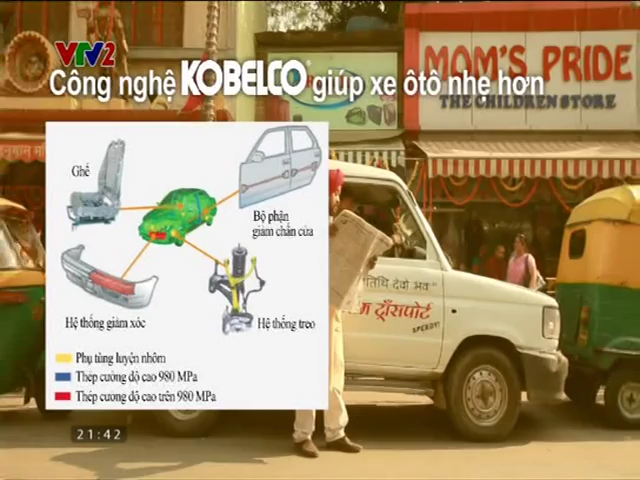 VTV2
Công nghệ KOBELCO giúp xe ôtô nhẹ hơn
MOM'S PRIDE
THE CHILDREN STORE
Ghế
Bộ phận
giảm chấn cửa
Hệ thống giảm xóc
Hệ thống treo
Phụ tùng luyện nhôm
Thép cường độ cao 980 MPa
Thép cường độ cao trên 980 MPa
तिथि देवो भव
ट्राँसपोर्ट
SPEEDY!
21:42